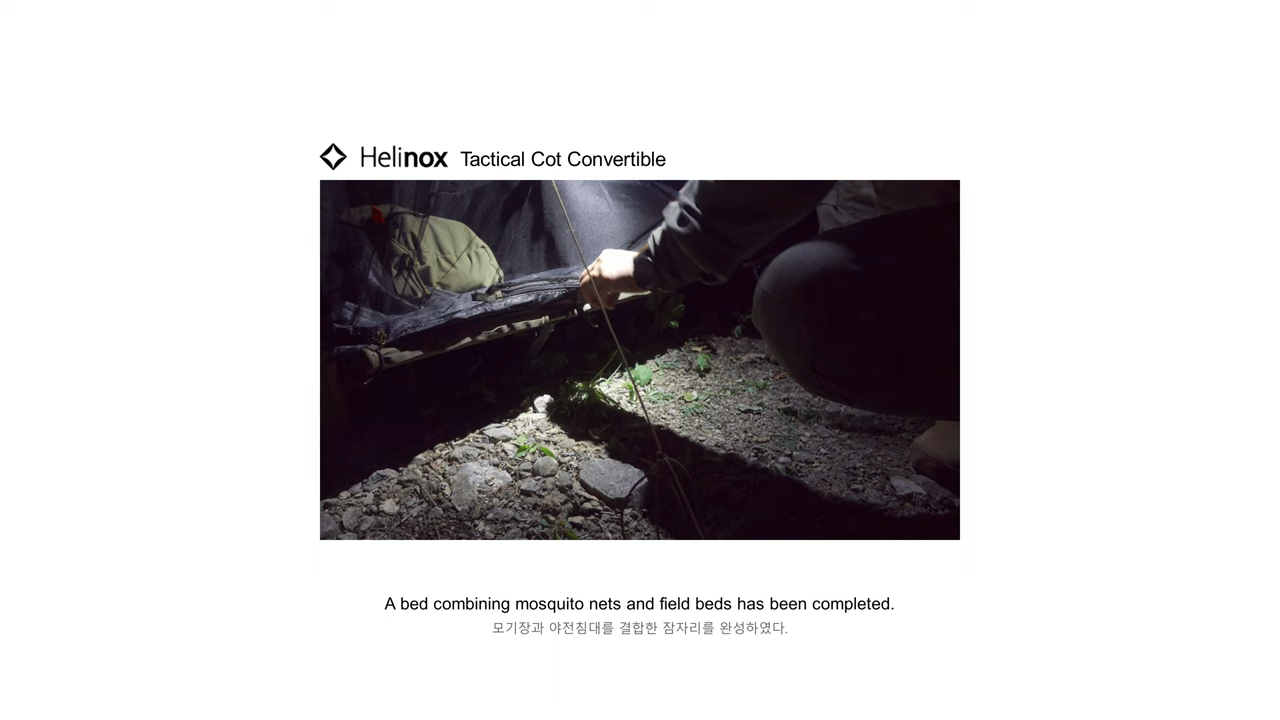 Helinox Tactical Cot Convertible
A bed combining mosquito nets and field beds has been completed.
모기장과 야전침대를 결합한 잠자리를 완성하였다.